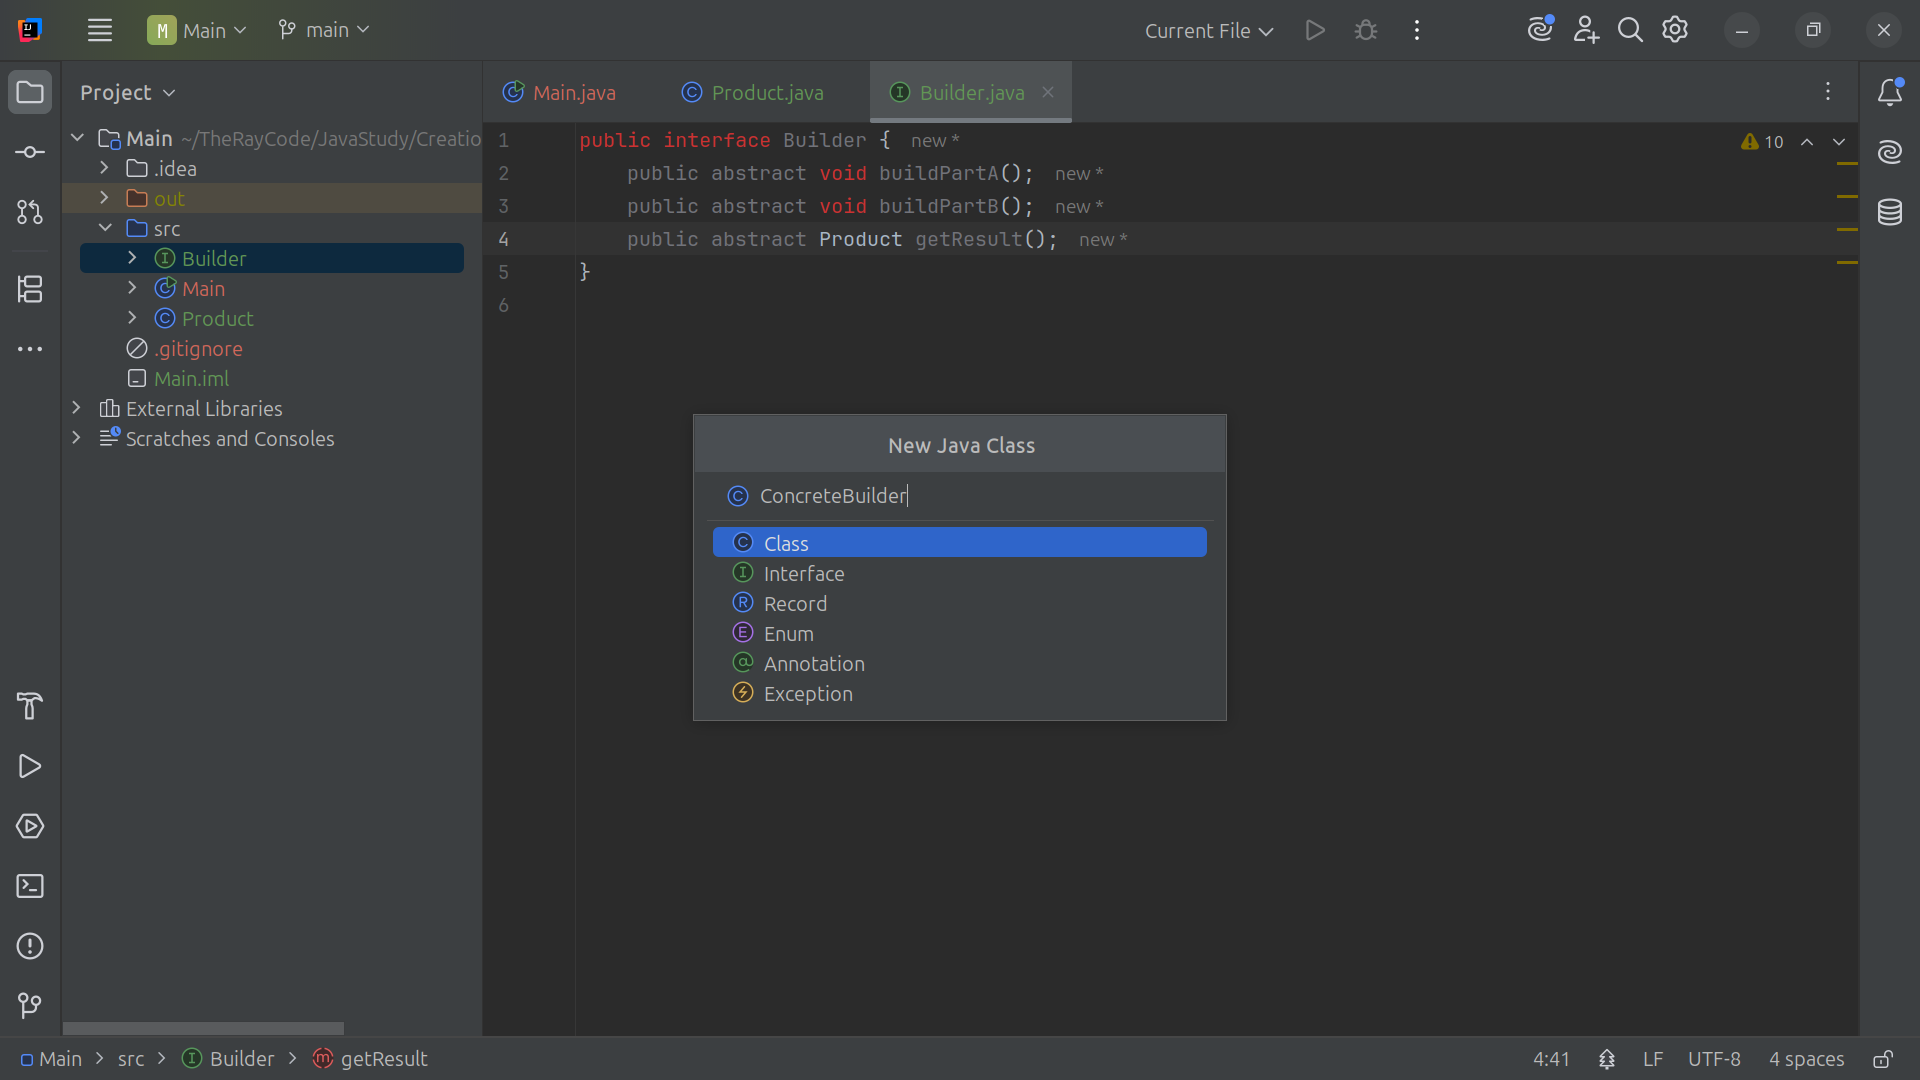 M Main main Current File
Project
Main ~/TheRayCode/JavaStudy/Creatio
.idea
out
src
Builder
Main
Product
.gitignore
Main.iml
External Libraries
Scratches and Consoles
Main.java Product.java Builder.java
1 public interface Builder { new *
2 public abstract void buildPartA(); new *
3 public abstract void buildPartB(); new *
4 public abstract Product getResult(); new *
5 }
6
10
New Java Class
ConcreteBuilder
Class
Interface
Record
Enum
Annotation
Exception
Main > src > Builder > getResult
4:41 LF UTF-8 4 spaces